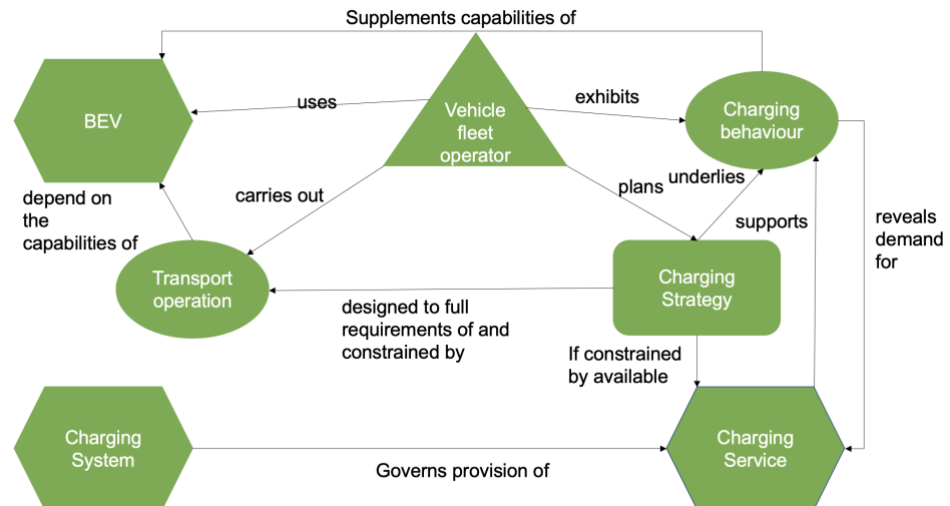 Supplements capabilities of
BEV
uses
Vehicle
fleet
operator
exhibits
Charging
behaviour
depend on
the
capabilities of
carries out
plans
underlies
supports
reveals
demand
for
Transport
operation
designed to full
requirements of and
constrained by
Charging
Strategy
If constrained
by available
Charging
System
Governs provision of
Charging
Service